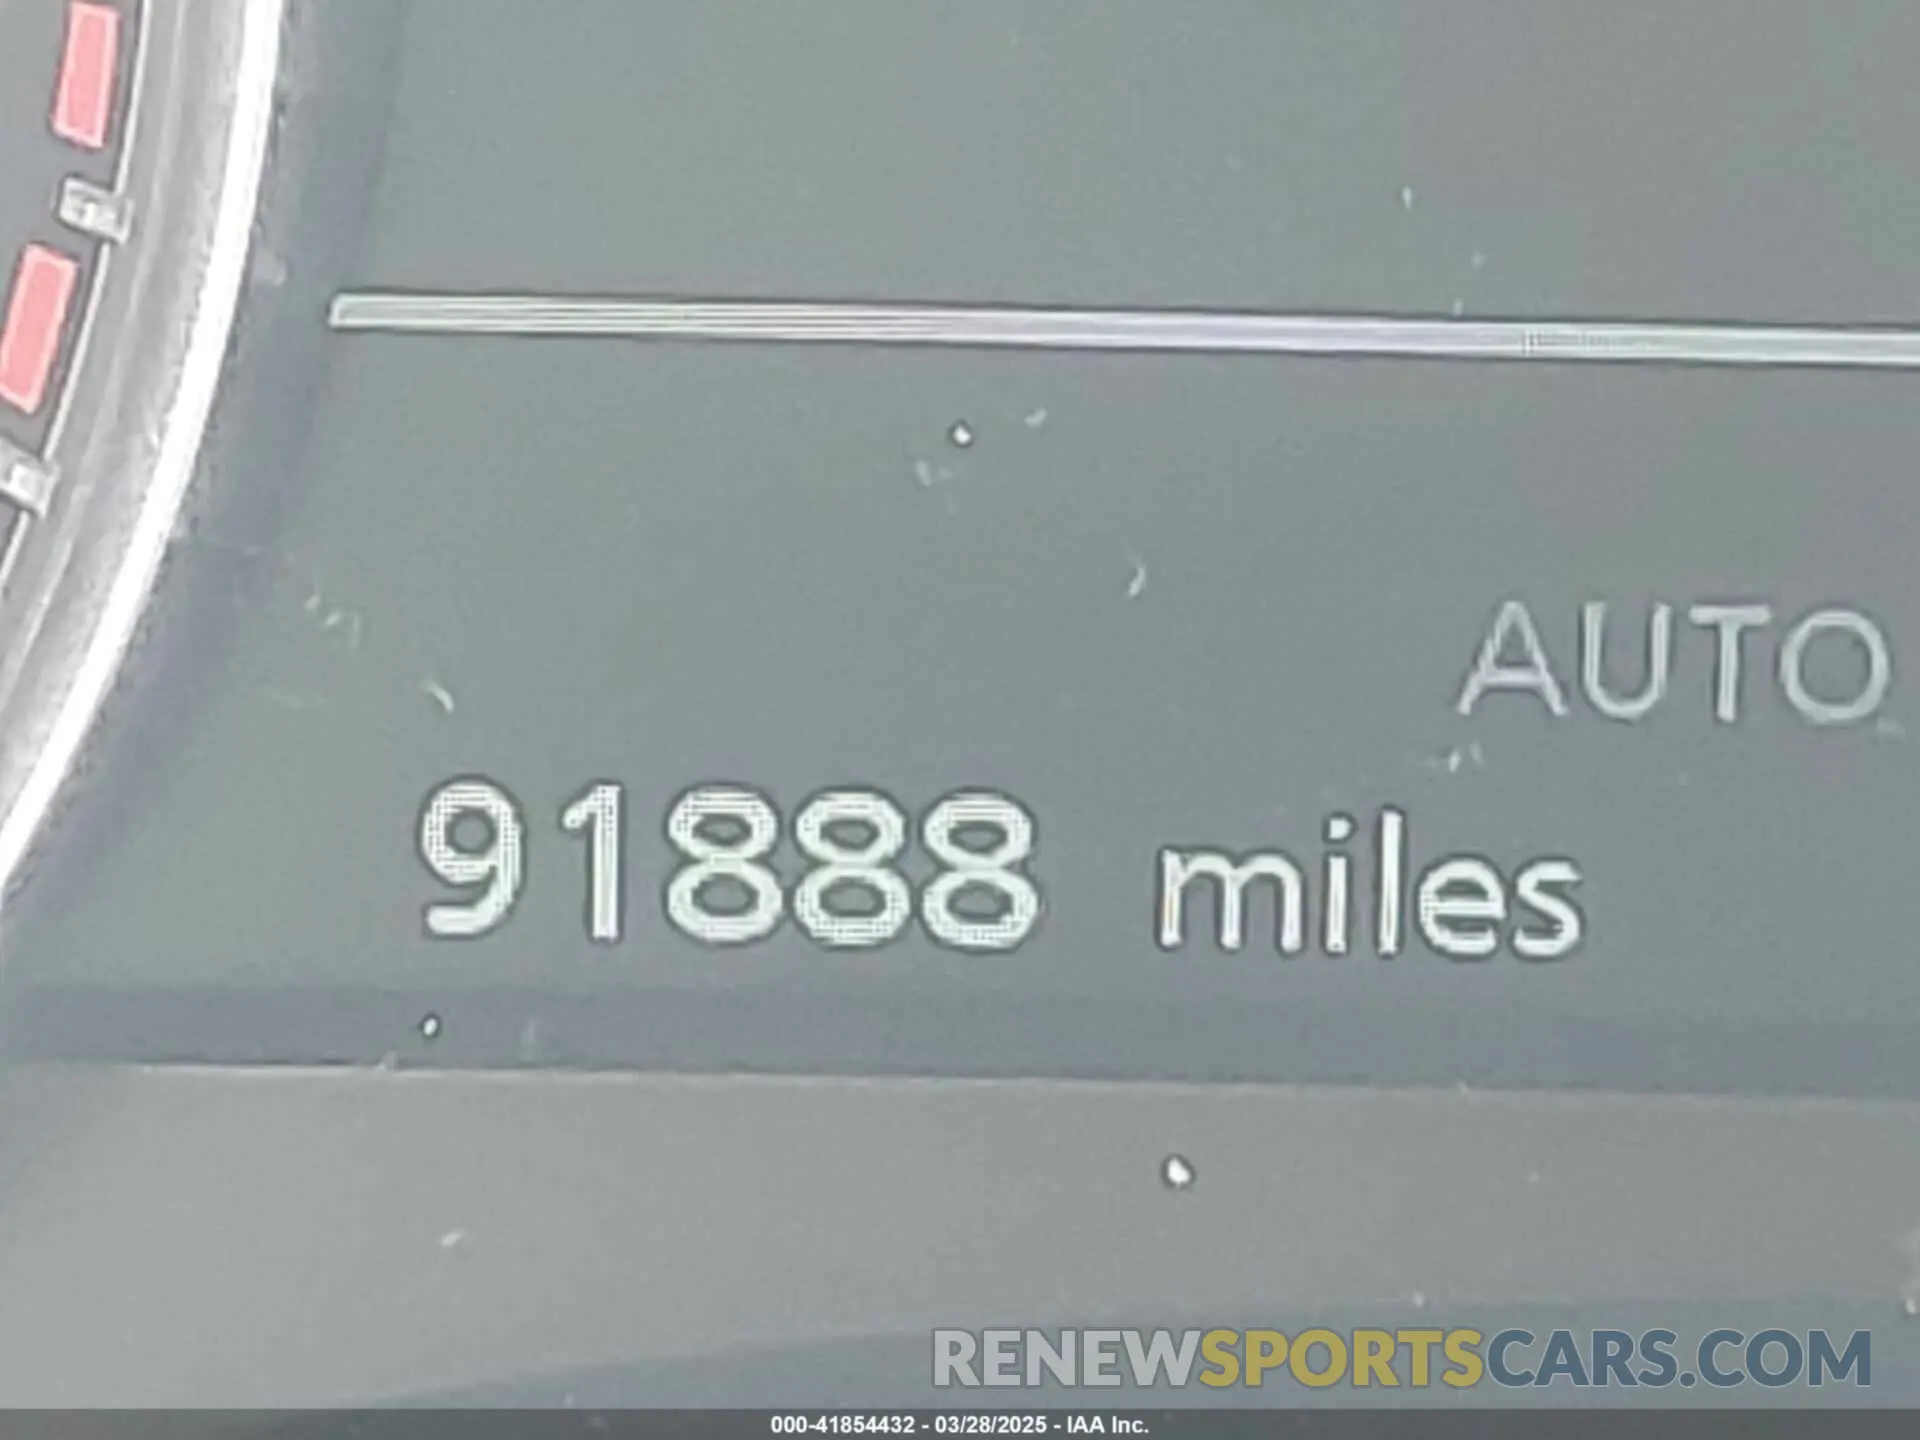 AUTO
91888 miles
RENEWSPORTSCARS.COM
000-41854432 - 03/28/2025 - IAA Inc.